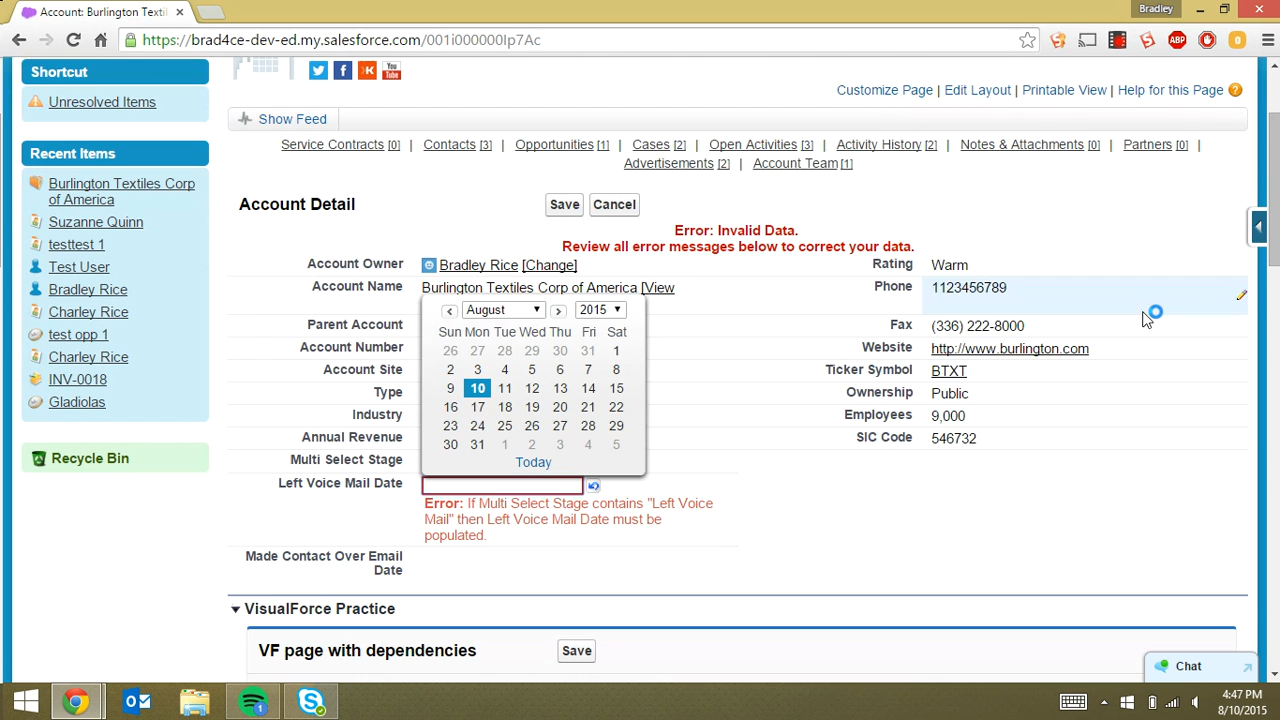 Account: Burlington Textil
Bradley
https://brad4ce-dev-ed.my.salesforce.com/001i000000Ip7Ac
ABP
0
Shortcut
Unresolved Items
Recent Items
Burlington Textiles Corp
of America
Suzanne Quinn
testtest 1
Test User
Bradley Rice
Charley Rice
test opp 1
Charley Rice
INV-0018
Gladiolas
Recycle Bin
You
Tube
Customize Page | Edit Layout | Printable View | Help for this Page ?
Show Feed
Service Contracts [0] | Contacts [3] | Opportunities [1] | Cases [2] | Open Activities [3] | Activity History [2] | Notes & Attachments [0] | Partners [0] |
Advertisements [2] | Account Team [1]
Account Detail Save Cancel
Error: Invalid Data.
Review all error messages below to correct your data.
Account Owner Bradley Rice [Change] Rating Warm
Account Name Burlington Textiles Corp of America [View Phone 1123456789
August 2015
Sun Mon Tue Wed Thu Fri Sat
26 27 28 29 30 31 1
2 3 4 5 6 7 8
9 10 11 12 13 14 15
16 17 18 19 20 21 22
23 24 25 26 27 28 29
30 31 1 2 3 4 5
Today
Parent Account Fax (336) 222-8000
Account Number Website http://www.burlington.com
Account Site Ticker Symbol BTXT
Type Ownership Public
Industry Employees 9,000
Annual Revenue SIC Code 546732
Multi Select Stage
Left Voice Mail Date
Error: If Multi Select Stage contains "Left Voice
Mail" then Left Voice Mail Date must be
populated.
Made Contact Over Email
Date
VisualForce Practice
VF page with dependencies Save
Chat
1
4:47 PM
8/10/2015